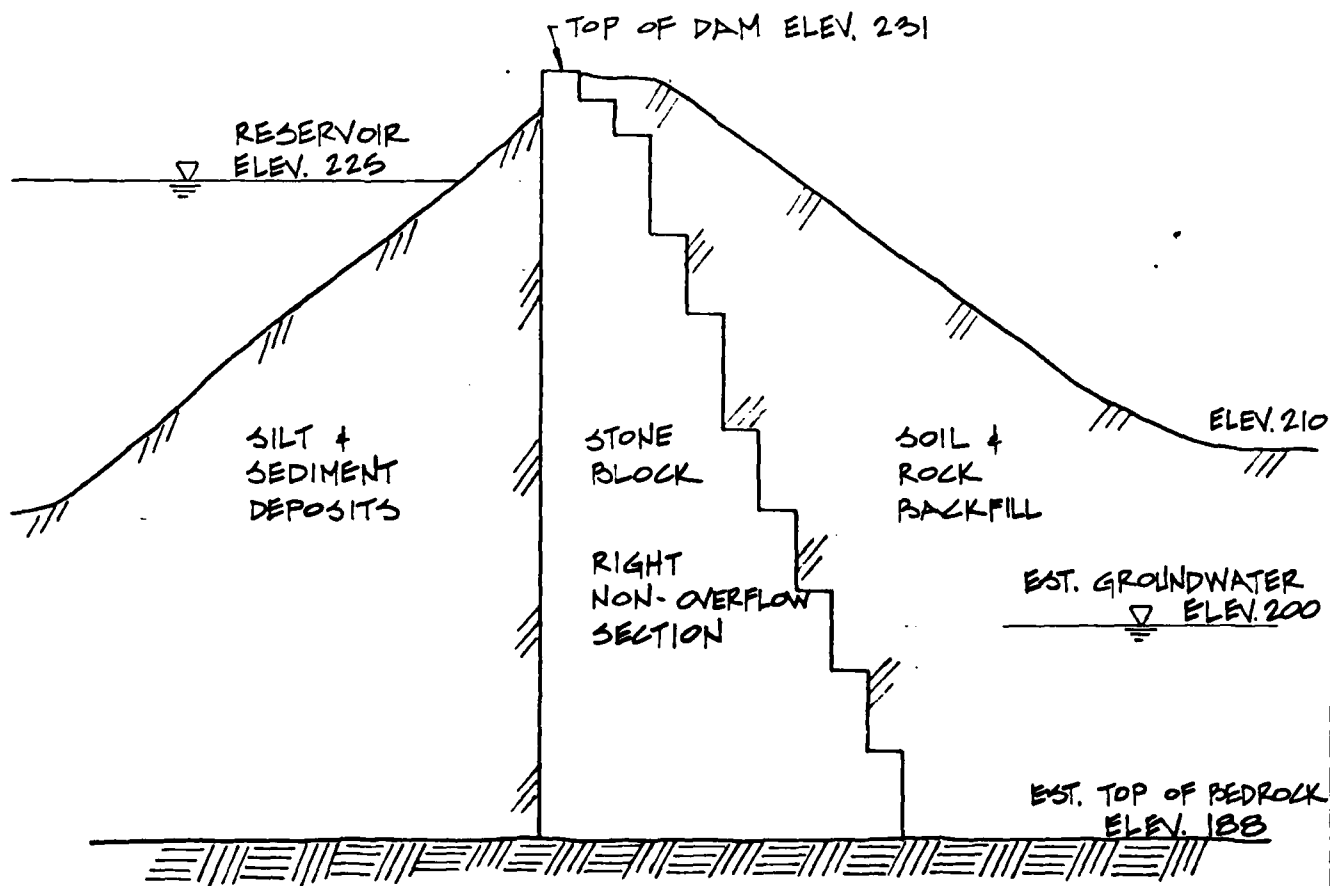 TOP OF DAM ELEV. 231
RESERVOIR
ELEV. 225
SILT &
SEDIMENT
DEPOSITS
STONE
BLOCK
RIGHT
NON-OVERFLOW
SECTION
SOIL &
ROCK
BACKFILL
ELEV. 210
EST. GROUNDWATER
ELEV. 200
EST. TOP OF BEDROCK
ELEV. 188